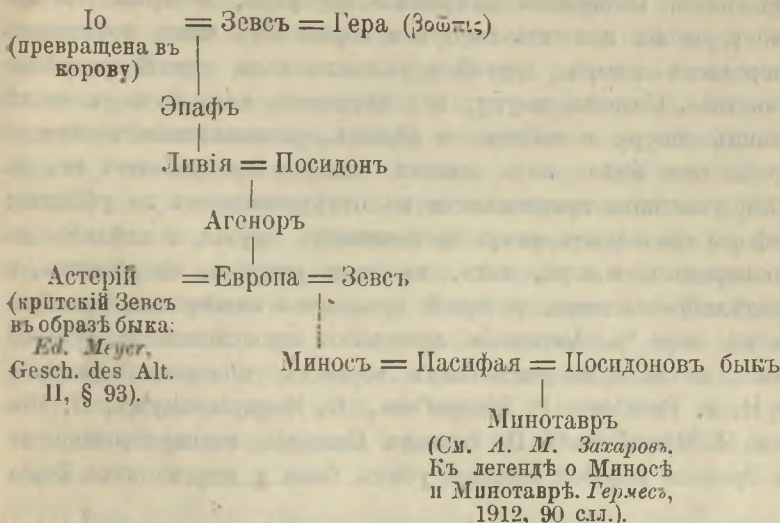 Іо = Зевсъ = Гера (βοῶπις)
(превращена въ
корову)
Эпафъ
Ливія = Посидонъ
Агеноръ
Астерій = Европа = Зевсъ
(критскій Зевсъ
въ образѣ быка:
Ed. Meyer,
Gesch. des Alt.
II, § 93).
Миносъ = Пасифая = Посидоновъ быкъ
Минотавръ
(См. А. М. Захаровъ.
Къ легендѣ о Миносѣ
и Минотаврѣ. Гермесъ,
1912, 90 слл.).